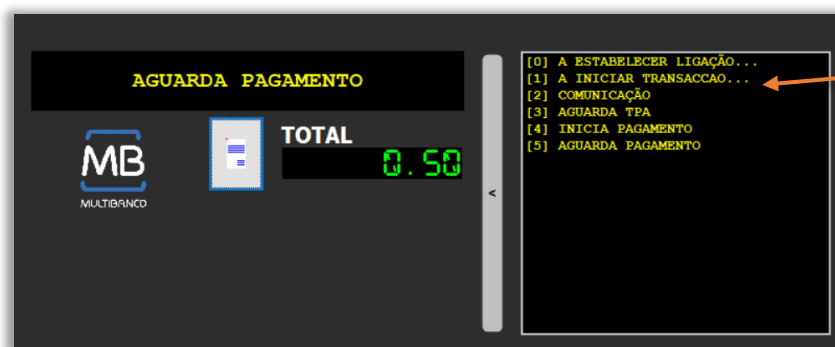 AGUARDA PAGAMENTO
MB
MULTIBANCO
TOTAL
0.50
<
[0] A ESTABELECER LIGAÇÃO...
[1] A INICIAR TRANSACCAO...
[2] COMUNICAÇÃO
[3] AGUARDA TPA
[4] INICIA PAGAMENTO
[5] AGUARDA PAGAMENTO